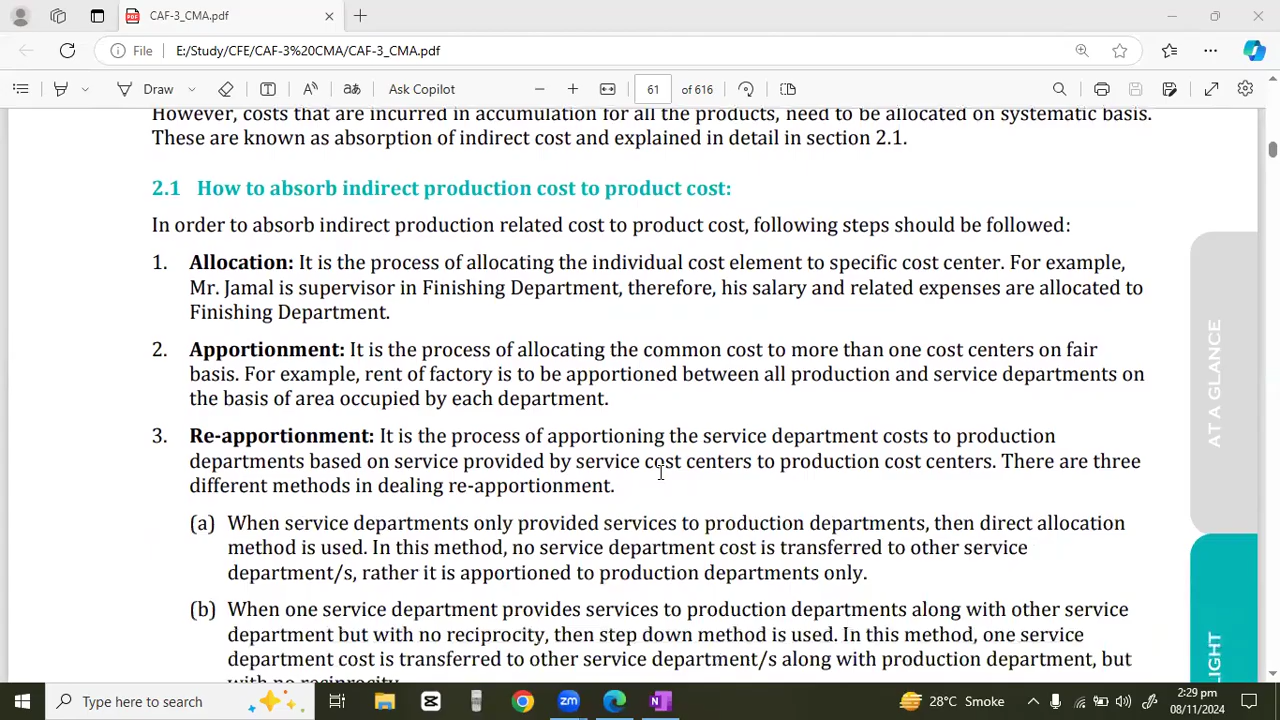 CAF-3_CMA.pdf
File E:/Study/CFE/CAF-3%20CMA/CAF-3_CMA.pdf
Draw Ask Copilot 61 of 616
However, costs that are incurred in accumulation for all the products, need to be allocated on systematic basis.
These are known as absorption of indirect cost and explained in detail in section 2.1.
2.1 How to absorb indirect production cost to product cost:
In order to absorb indirect production related cost to product cost, following steps should be followed:
1. Allocation: It is the process of allocating the individual cost element to specific cost center. For example,
Mr. Jamal is supervisor in Finishing Department, therefore, his salary and related expenses are allocated to
Finishing Department.
2. Apportionment: It is the process of allocating the common cost to more than one cost centers on fair
basis. For example, rent of factory is to be apportioned between all production and service departments on
the basis of area occupied by each department.
3. Re-apportionment: It is the process of apportioning the service department costs to production
departments based on service provided by service cost centers to production cost centers. There are three
different methods in dealing re-apportionment.
(a) When service departments only provided services to production departments, then direct allocation
method is used. In this method, no service department cost is transferred to other service
department/s, rather it is apportioned to production departments only.
(b) When one service department provides services to production departments along with other service
department but with no reciprocity, then step down method is used. In this method, one service
department cost is transferred to other service department/s along with production department, but
with no reciprocity
AT A GLANCE
LIGHT
Type here to search
28°C Smoke
2:29 pm
08/11/2024